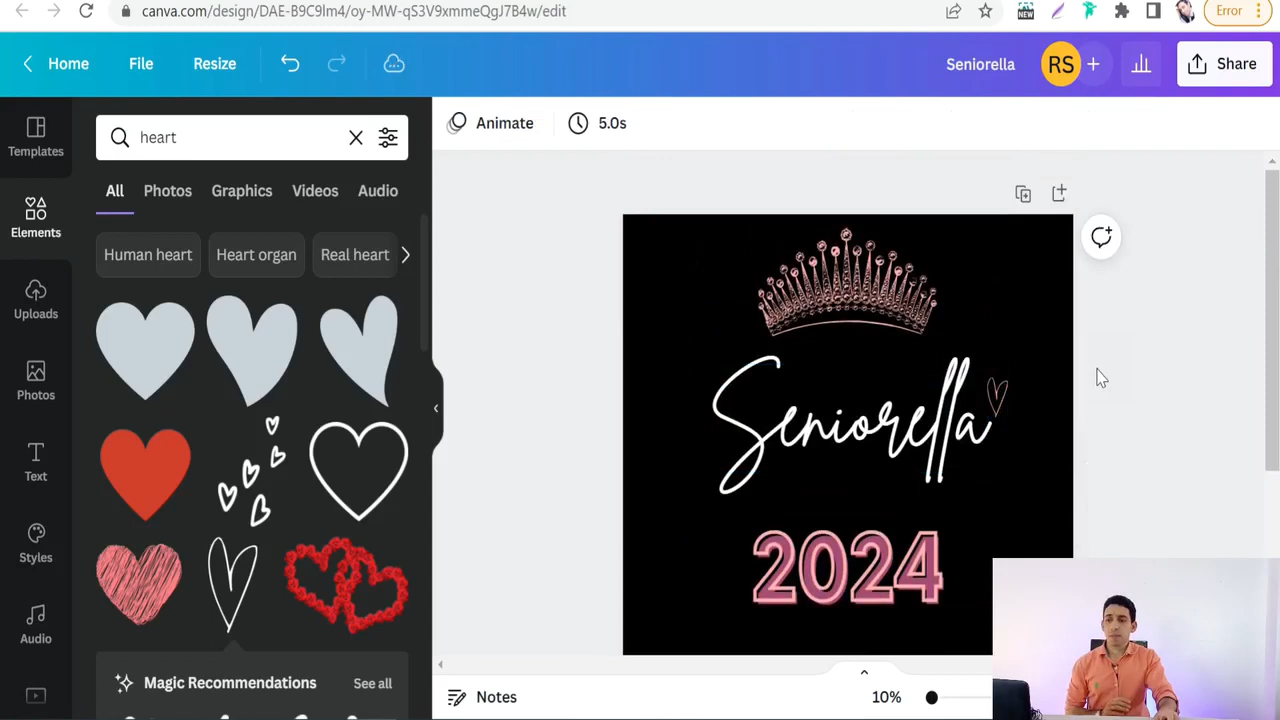 canva.com/design/DAE-B9C9lm4/oy-MW-qS3V9xmmeQgJ7B4w/edit
NEW
Error
Home
File
Resize
Seniorella
RS
Share
Templates
Elements
Uploads
Photos
Text
Styles
Audio
heart
All
Photos
Graphics
Videos
Audio
Human heart
Heart organ
Real heart
Magic Recommendations
See all
Animate
5.0s
Seniorella
2024
Notes
10%